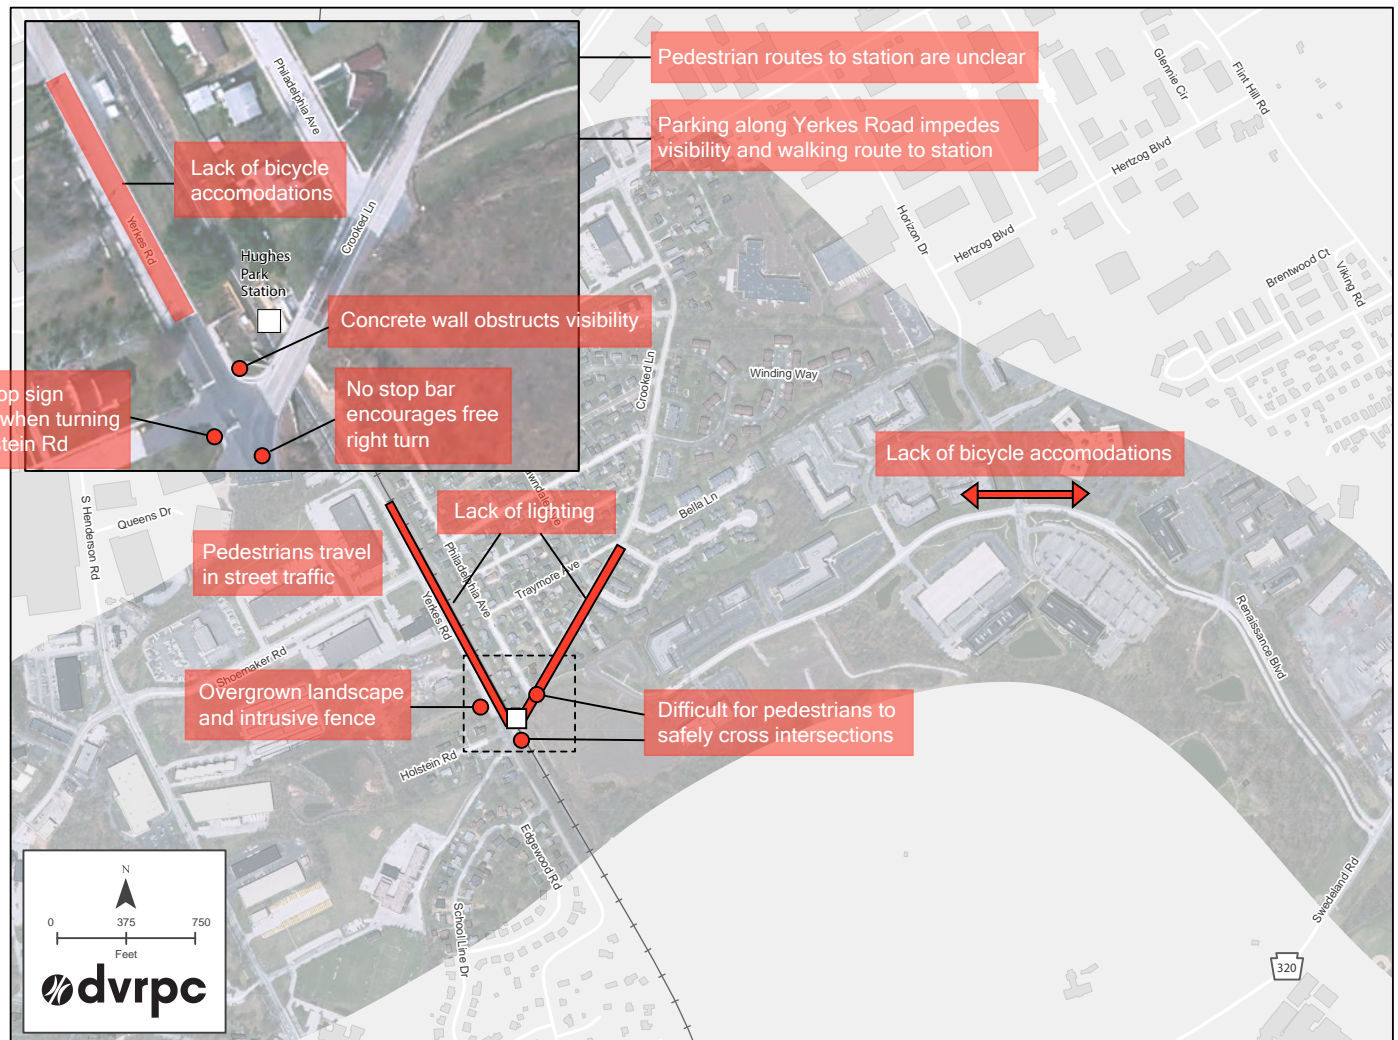 Pedestrian routes to station are unclear
Parking along Yerkes Road impedes
visibility and walking route to station
Philadelphia Ave
Lack of bicycle
accomodations
Yerkes Rd
Crooked Ln
Hughes
Park
Station
Concrete wall obstructs visibility
op sign
when turning
stein Rd
No stop bar
encourages free
right turn
Glennie Cir
Flint Hill Rd
Hertzog Blvd
Horizon Dr
Hertzog Blvd
Brentwood Ct
Viking Rd
Crooked Ln
Winding Way
Lack of bicycle accomodations
S Henderson Rd
Queens Dr
Lack of lighting
Bella Ln
Pedestrians travel
in street traffic
Philadelphia Ave
Traymore Ave
Yerkes Rd
Shoemaker Rd
Renaissance Blvd
Overgrown landscape
and intrusive fence
Difficult for pedestrians to
safely cross intersections
Holstein Rd
Edgewood Rd
School Line Dr
Swedeland Rd
320
N
0 375 750
Feet
dvrpc